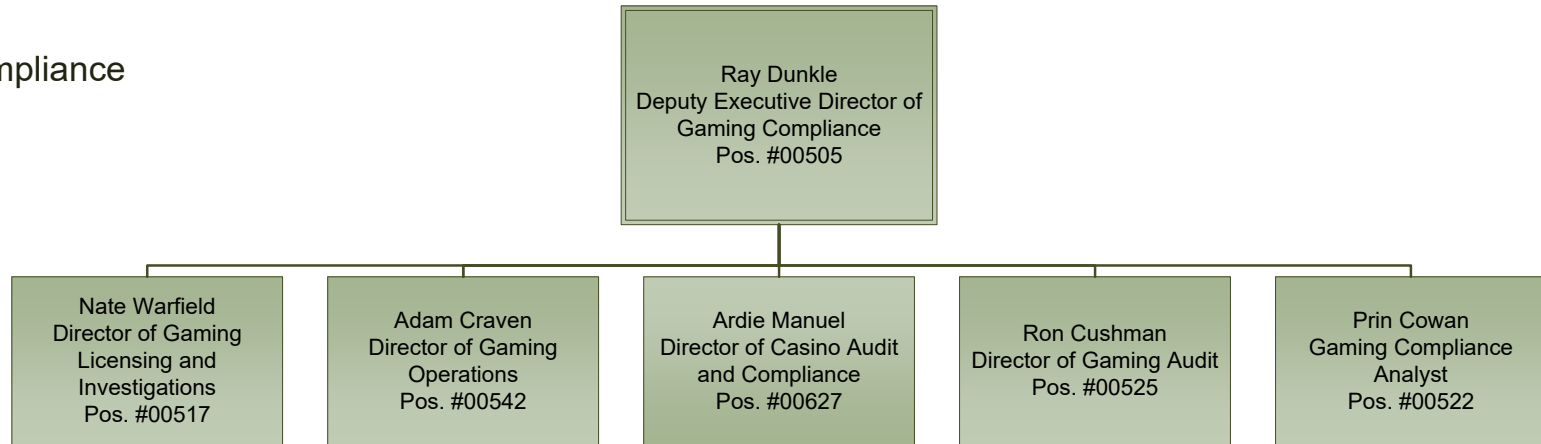 mpliance
Ray Dunkle
Deputy Executive Director of
Gaming Compliance
Pos. #00505
Nate Warfield
Director of Gaming
Licensing and
Investigations
Pos. #00517
Adam Craven
Director of Gaming
Operations
Pos. #00542
Ardie Manuel
Director of Casino Audit
and Compliance
Pos. #00627
Ron Cushman
Director of Gaming Audit
Pos. #00525
Prin Cowan
Gaming Compliance
Analyst
Pos. #00522